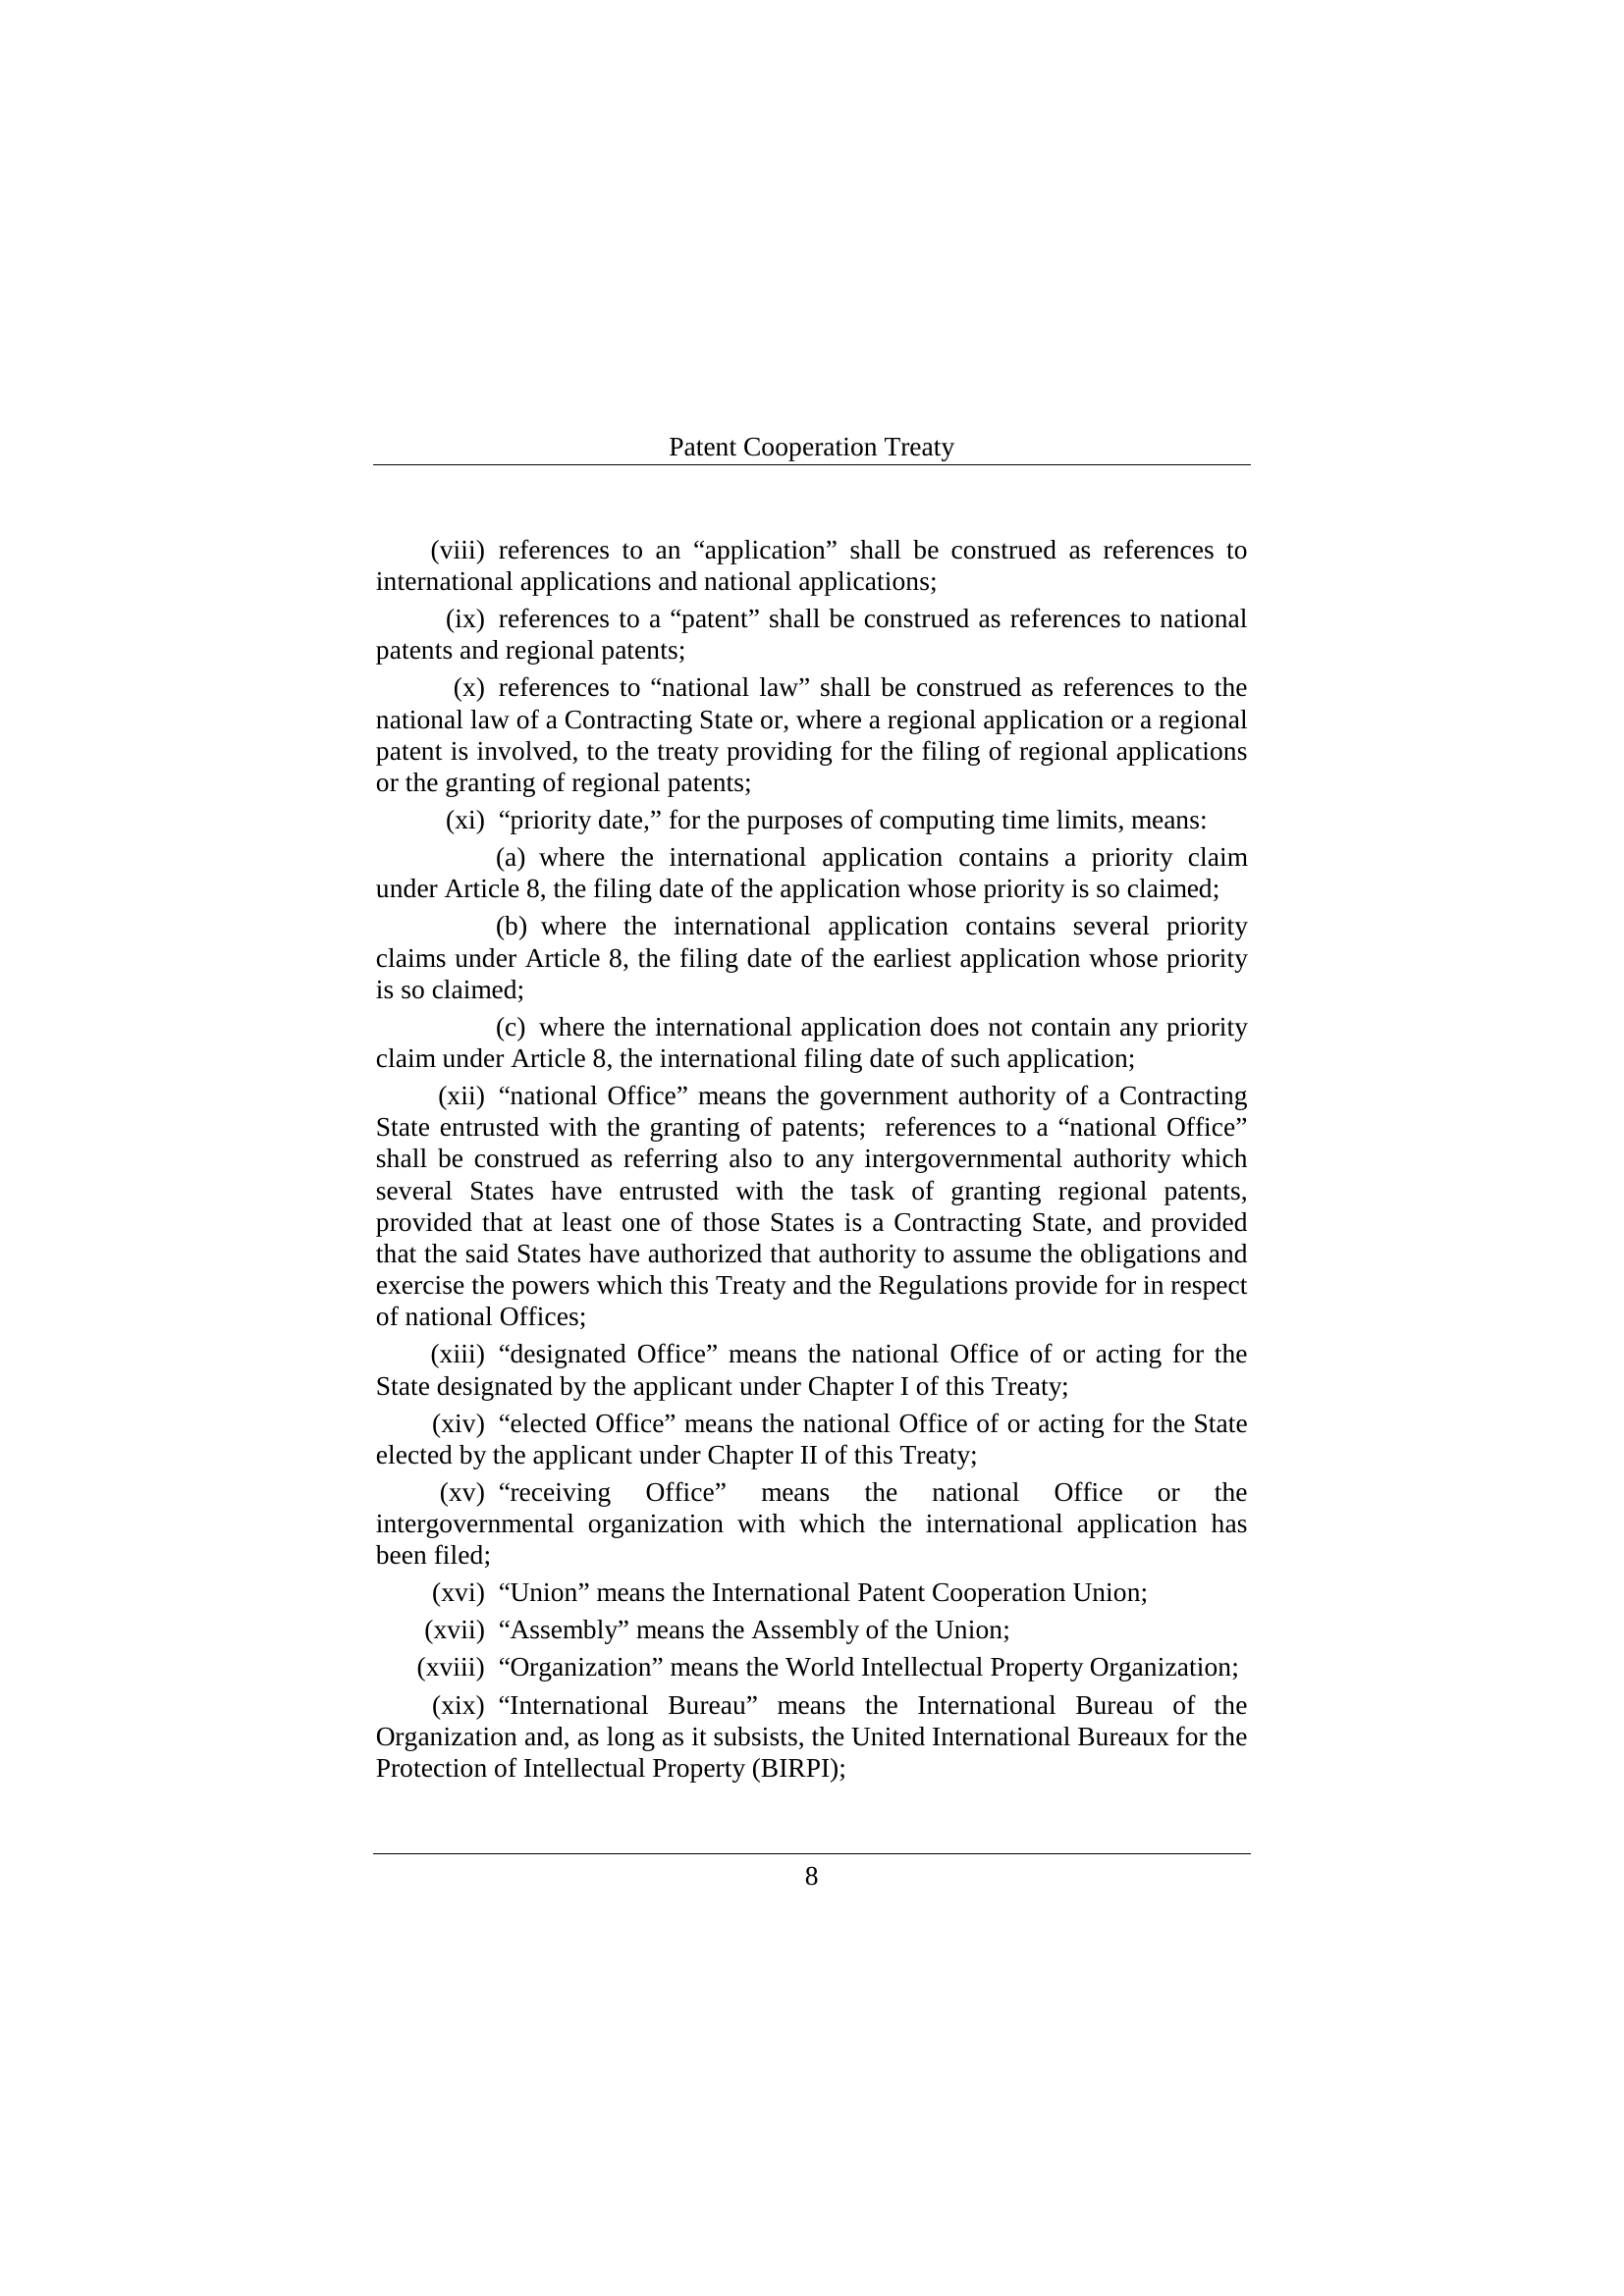 Patent Cooperation Treaty
(viii) references to an “application” shall be construed as references to
international applications and national applications;
(ix) references to a “patent” shall be construed as references to national
patents and regional patents;
(x) references to “national law” shall be construed as references to the
national law of a Contracting State or, where a regional application or a regional
patent is involved, to the treaty providing for the filing of regional applications
or the granting of regional patents;
(xi) “priority date,” for the purposes of computing time limits, means:
(a) where the international application contains a priority claim
under Article 8, the filing date of the application whose priority is so claimed;
(b) where the international application contains several priority
claims under Article 8, the filing date of the earliest application whose priority
is so claimed;
(c) where the international application does not contain any priority
claim under Article 8, the international filing date of such application;
(xii) “national Office” means the government authority of a Contracting
State entrusted with the granting of patents; references to a “national Office”
shall be construed as referring also to any intergovernmental authority which
several States have entrusted with the task of granting regional patents,
provided that at least one of those States is a Contracting State, and provided
that the said States have authorized that authority to assume the obligations and
exercise the powers which this Treaty and the Regulations provide for in respect
of national Offices;
(xiii) “designated Office” means the national Office of or acting for the
State designated by the applicant under Chapter I of this Treaty;
(xiv) “elected Office” means the national Office of or acting for the State
elected by the applicant under Chapter II of this Treaty;
(xv) “receiving Office” means the national Office or the
intergovernmental organization with which the international application has
been filed;
(xvi) “Union” means the International Patent Cooperation Union;
(xvii) “Assembly” means the Assembly of the Union;
(xviii) “Organization” means the World Intellectual Property Organization;
(xix) “International Bureau” means the International Bureau of the
Organization and, as long as it subsists, the United International Bureaux for the
Protection of Intellectual Property (BIRPI);
8